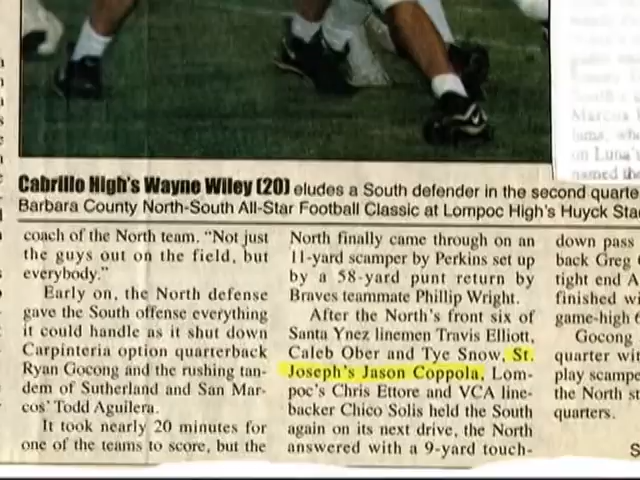 Cabrillo High's Wayne Wiley (20) eludes a South defender in the second quarte
Barbara County North-South All-Star Football Classic at Lompoc High's Huyck Sta
coach of the North team. “Not just
the guys out on the field, but
everybody.”
Early on, the North defense
gave the South offense everything
it could handle as it shut down
Carpinteria option quarterback
Ryan Gocong and the rushing tan-
dem of Sutherland and San Mar-
cos' Todd Aguilera.
It took nearly 20 minutes for
one of the teams to score, but the
North finally came through on an
11-yard scamper by Perkins set up
by a 58-yard punt return by
Braves teammate Phillip Wright.
After the North's front six of
Santa Ynez linemen Travis Elliott,
Caleb Ober and Tye Snow, St.
Joseph's Jason Coppola, Lom-
poc's Chris Ettore and VCA line-
backer Chico Solis held the South
again on its next drive, the North
answered with a 9-yard touch-
down pass
back Greg
tight end A
finished wi
game-high 6
Gocong
quarter wit
play scampe
the North st
quarters.
S
on Luna's
named the